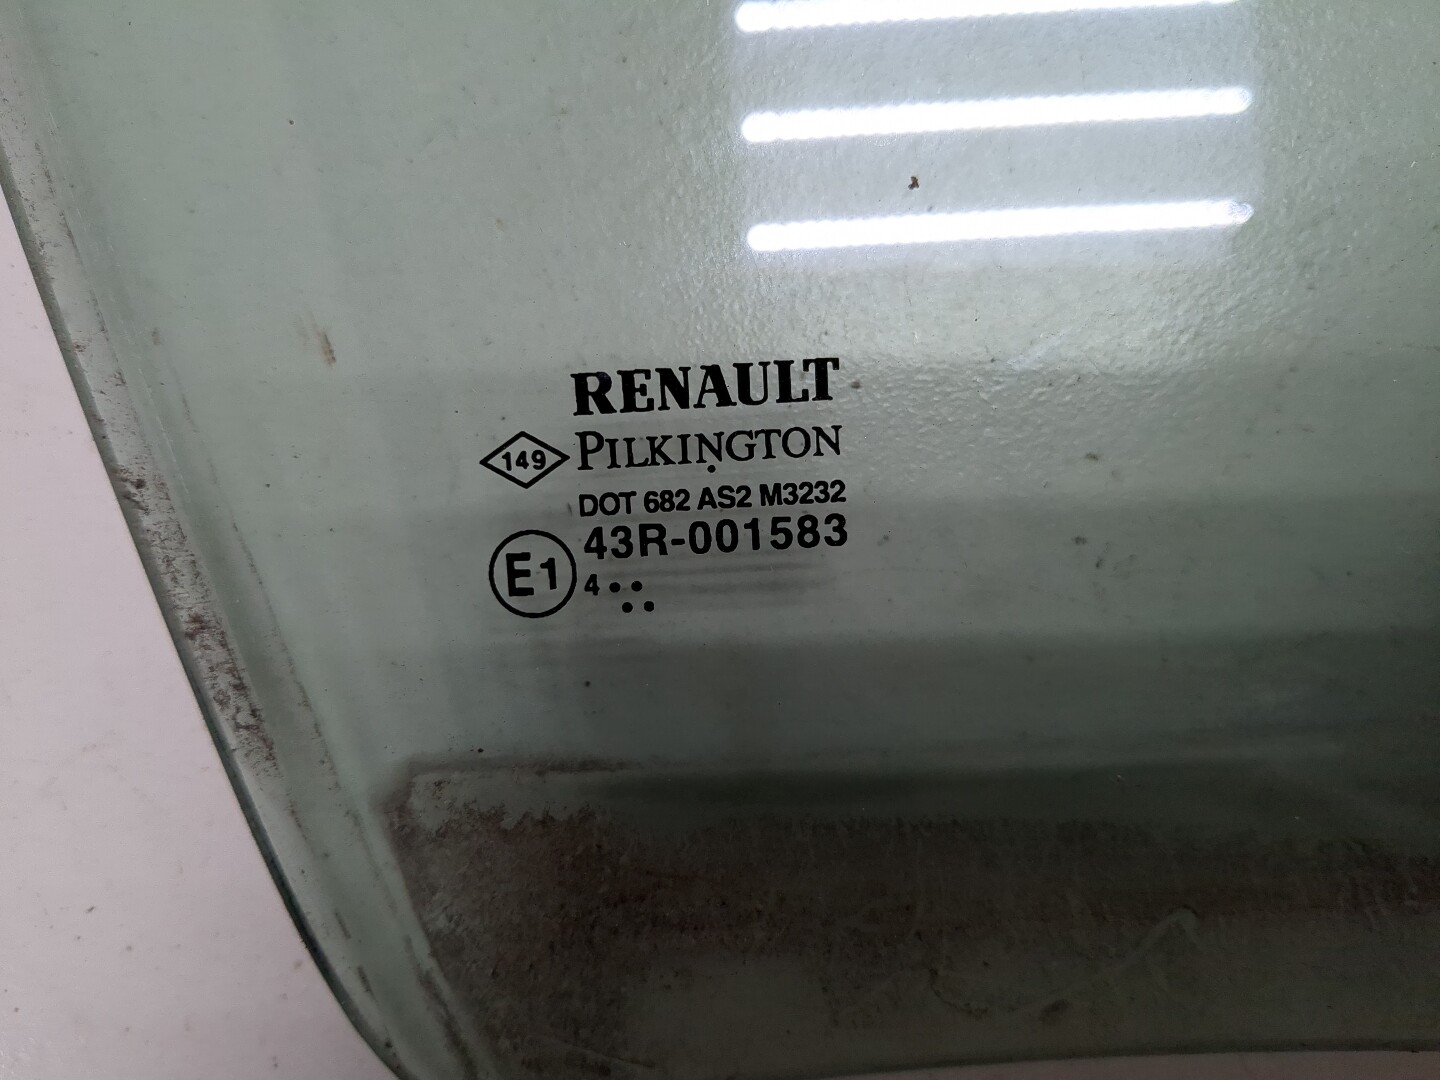 RENAULT
149 PILKINGTON
DOT 682 AS2 M3232
43R-001583
E1 4